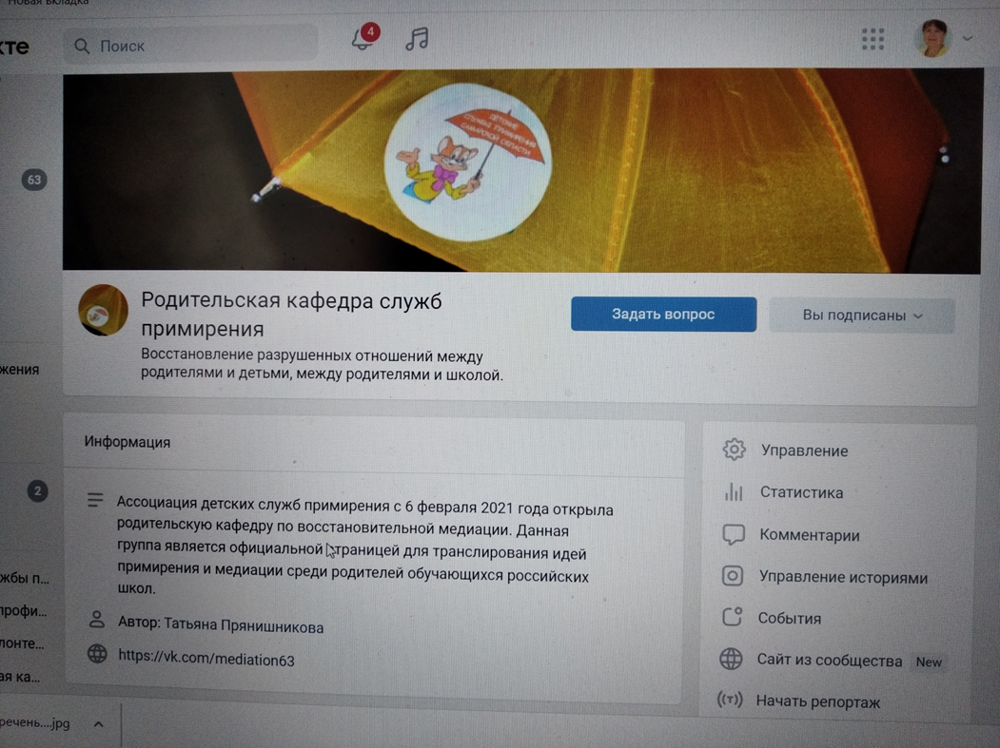 Новая вкладка
кте
Поиск
4
ДЕТСКИЕ
СЛУЖБЫ ПРИМИРЕНИЯ
САМАРСКОЙ ОБЛАСТИ
63
Родительская кафедра служб
примирения
Восстановление разрушенных отношений между
родителями и детьми, между родителями и школой.
Задать вопрос
Вы подписаны
жения
Информация
2
Ассоциация детских служб примирения с 6 февраля 2021 года открыла
родительскую кафедру по восстановительной медиации. Данная
группа является официальной страницей для транслирования идей
примирения и медиации среди родителей обучающихся российских
школ.
Автор: Татьяна Прянишникова
https://vk.com/mediation63
Управление
Статистика
Комментарии
Управление историями
События
Сайт из сообщества New
Начать репортаж
жбы п...
профи...
лонте...
ая ка...
речень....jpg